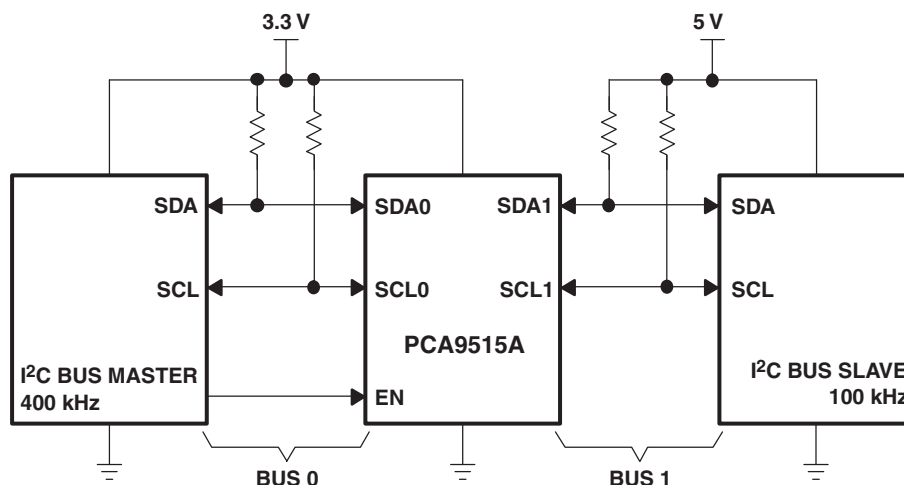 3.3 V
5 V
SDA
SDA0
SDA1
SDA
SCL
SCL0
SCL1
SCL
PCA9515A
I²C BUS MASTER
400 kHz
EN
I²C BUS SLAVE
100 kHz
BUS 0
BUS 1